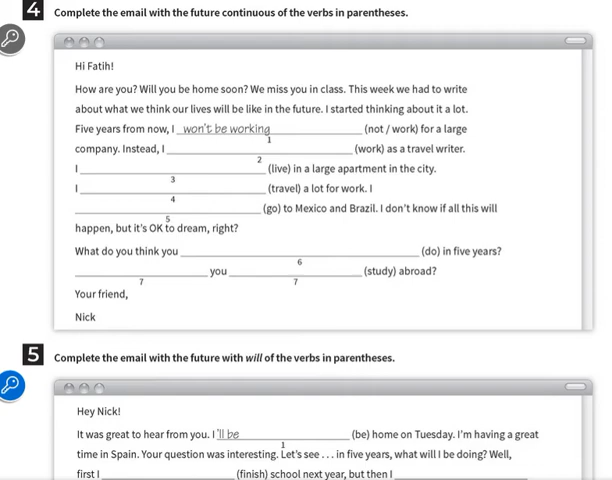 4 Complete the email with the future continuous of the verbs in parentheses.
Hi Fatih!
How are you? Will you be home soon? We miss you in class. This week we had to write
about what we think our lives will be like in the future. I started thinking about it a lot.
Five years from now, I won't be working (not / work) for a large
1
company. Instead, I ____ (work) as a travel writer.
2
I ____ (live) in a large apartment in the city.
3
I ____ (travel) a lot for work. I
4
____ (go) to Mexico and Brazil. I don't know if all this will
5
happen, but it's OK to dream, right?
What do you think you ____ (do) in five years?
6
____ you ____ (study) abroad?
7 7
Your friend,
Nick
5 Complete the email with the future with will of the verbs in parentheses.
Hey Nick!
It was great to hear from you. I 'll be (be) home on Tuesday. I'm having a great
1
time in Spain. Your question was interesting. Let's see . . . in five years, what will I be doing? Well,
first I ____ (finish) school next year, but then I ____